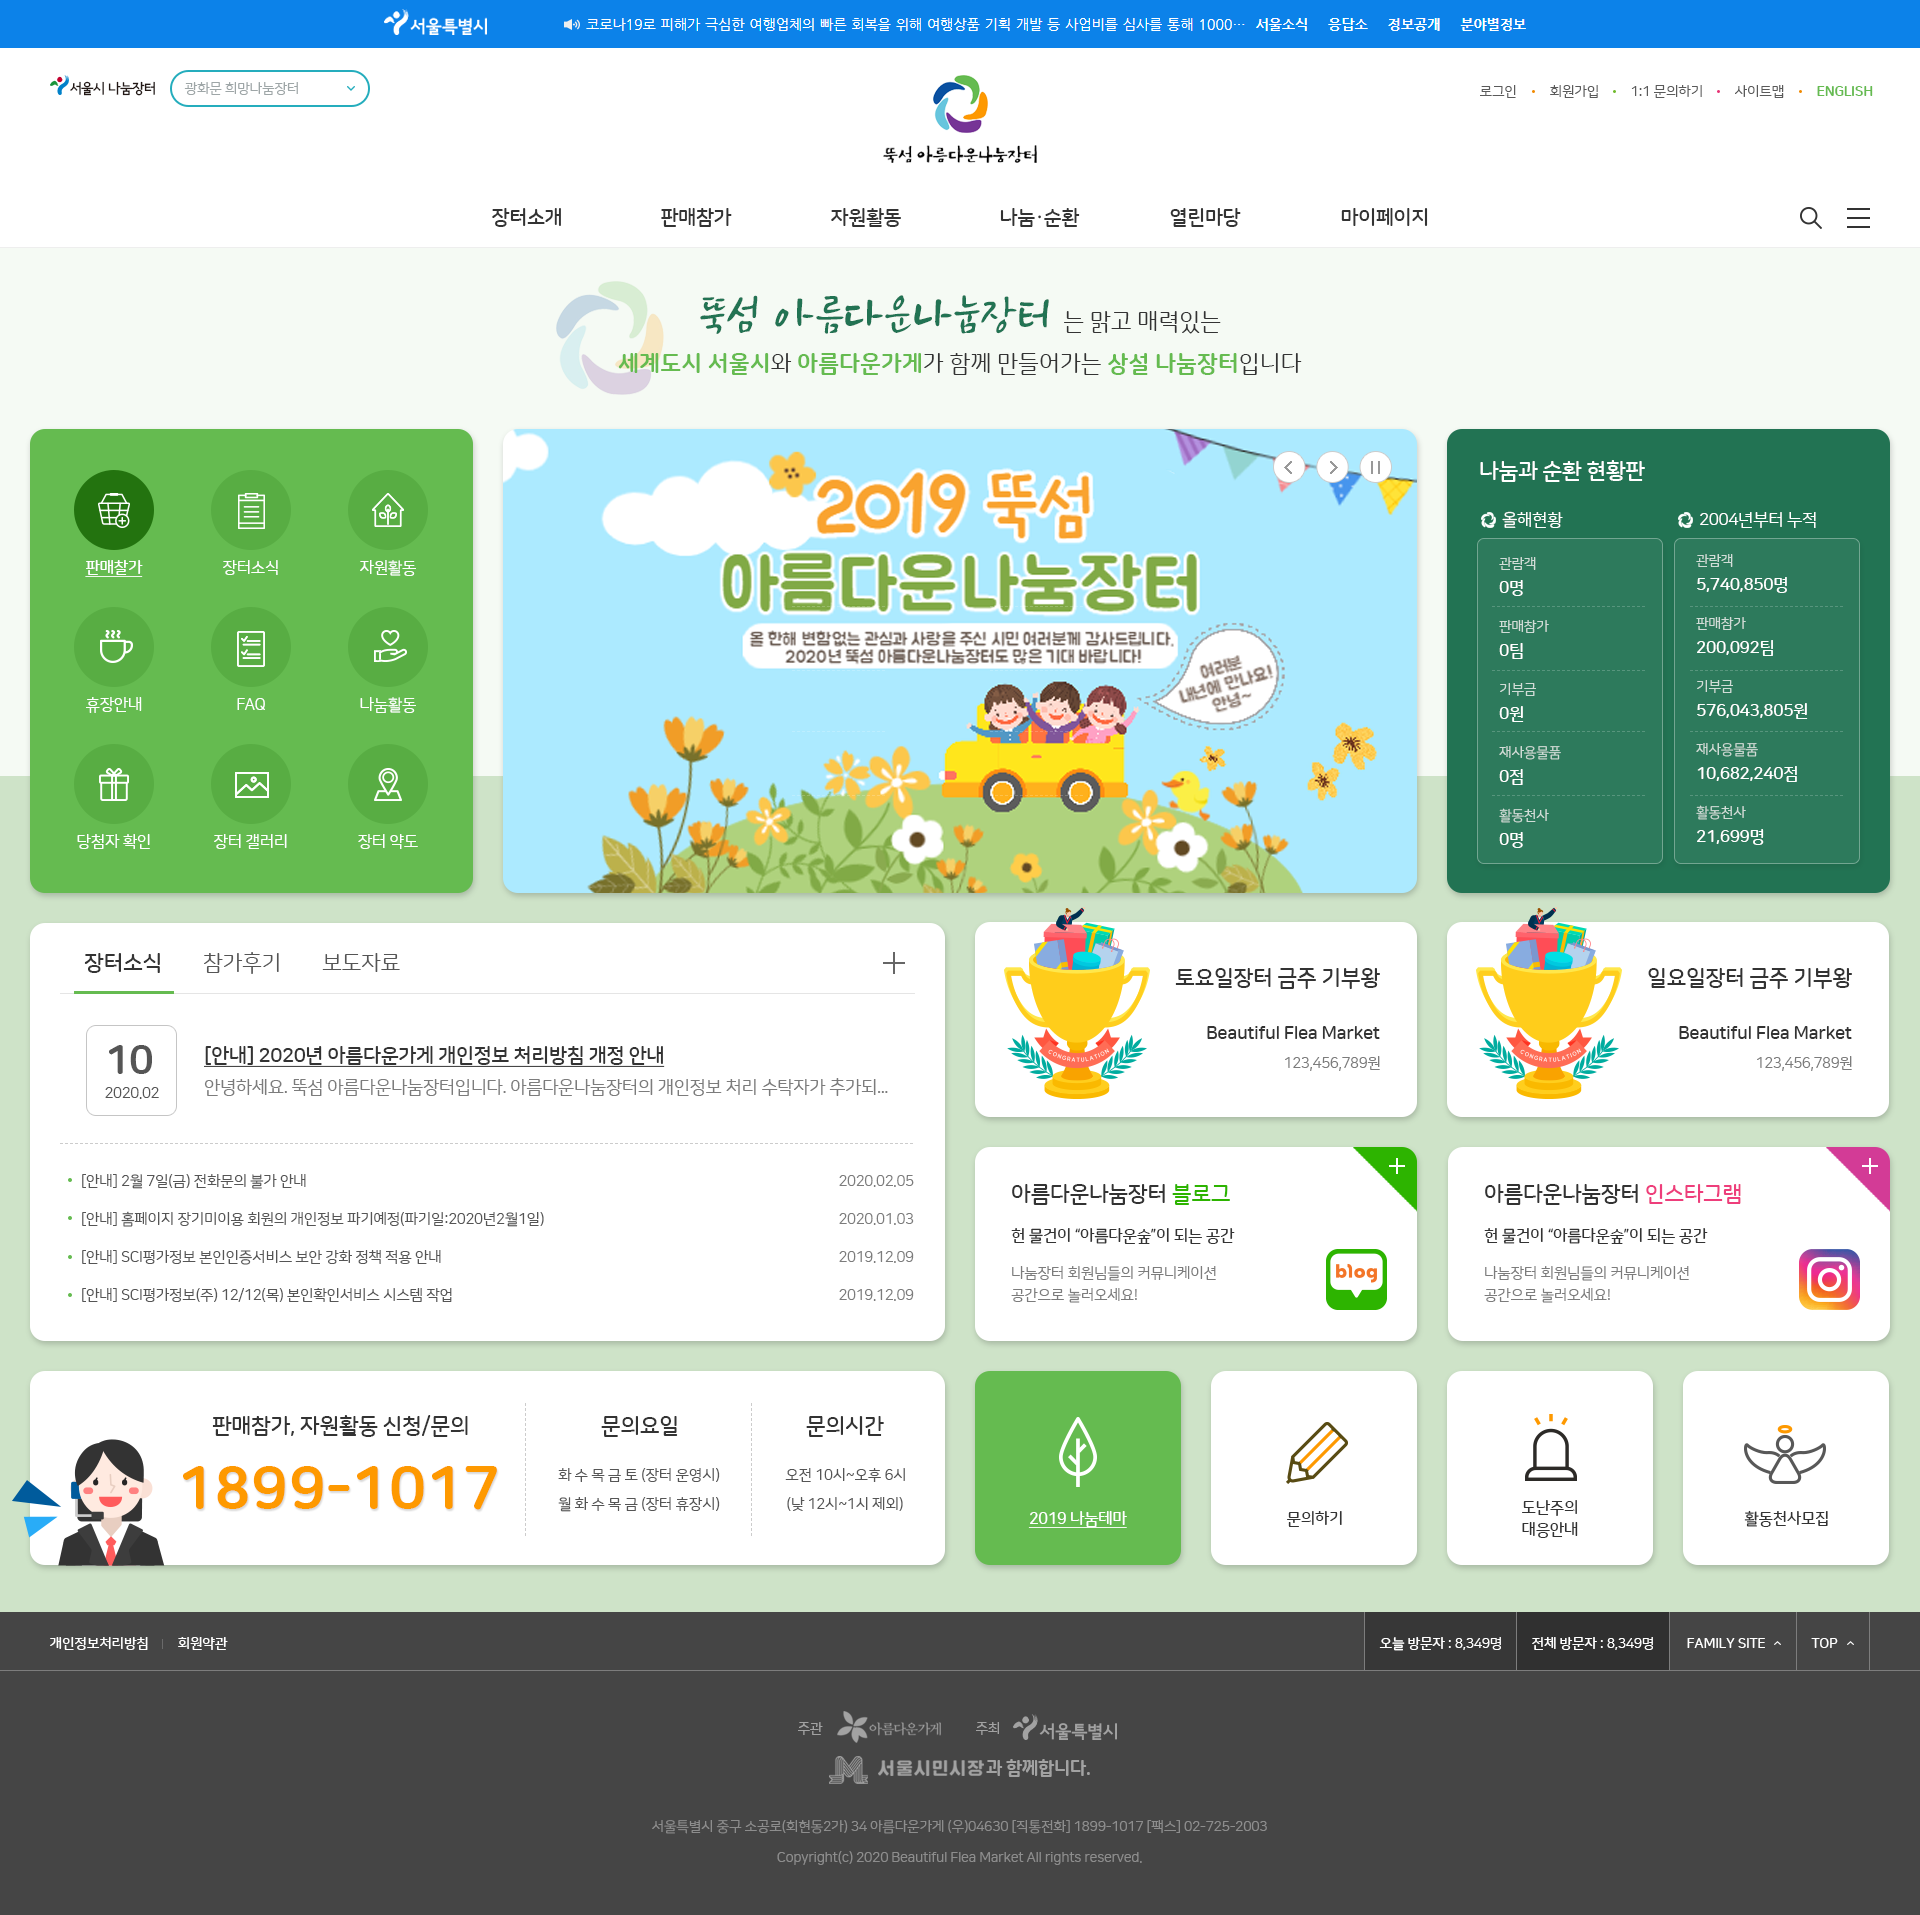 서울특별시
코로나19로 피해가 극심한 여행업체의 빠른 회복을 위해 여행상품 기획 개발 등 사업비를 심사를 통해 1000...
서울소식 응답소 정보공개 분야별정보
서울시 나눔장터
광화문 희망나눔장터
뚝섬 아름다운나눔장터
로그인 회원가입 1:1 문의하기 사이트맵 ENGLISH
장터소개 판매참가 자원활동 나눔·순환 열린마당 마이페이지
뚝섬 아름다운나눔장터 는 맑고 매력있는
세계도시 서울시와 아름다운가게가 함께 만들어가는 상설 나눔장터입니다
판매찰가 장터소식 자원활동
휴장안내 FAQ 나눔활동
당첨자 확인 장터 갤러리 장터 약도
2019 뚝섬
아름다운나눔장터
올 한해 변함없는 관심과 사랑을 주신 시민 여러분께 감사드립니다.
2020년 뚝섬 아름다운나눔장터도 많은 기대 바랍니다!
여러분
내년에 만나요!
안녕~
나눔과 순환 현황판
올해현황
관람객
0명
판매참가
0팀
기부금
0원
재사용물품
0점
활동천사
0명
2004년부터 누적
관람객
5,740,850명
판매참가
200,092팀
기부금
576,043,805원
재사용물품
10,682,240점
활동천사
21,699명
장터소식 참가후기 보도자료
10
2020.02
[안내] 2020년 아름다운가게 개인정보 처리방침 개정 안내
안녕하세요. 뚝섬 아름다운나눔장터입니다. 아름다운나눔장터의 개인정보 처리 수탁자가 추가되...
[안내] 2월 7일(금) 전화문의 불가 안내 2020.02.05
[안내] 홈페이지 장기미이용 회원의 개인정보 파기예정(파기일:2020년2월1일) 2020.01.03
[안내] SCI평가정보 본인인증서비스 보안 강화 정책 적용 안내 2019.12.09
[안내] SCI평가정보(주) 12/12(목) 본인확인서비스 시스템 작업 2019.12.09
CONGRATULATION
토요일장터 금주 기부왕
Beautiful Flea Market
123,456,789원
CONGRATULATION
일요일장터 금주 기부왕
Beautiful Flea Market
123,456,789원
아름다운나눔장터 블로그
헌 물건이 “아름다운숲”이 되는 공간
나눔장터 회원님들의 커뮤니케이션
공간으로 놀러오세요!
blog
아름다운나눔장터 인스타그램
헌 물건이 “아름다운숲”이 되는 공간
나눔장터 회원님들의 커뮤니케이션
공간으로 놀러오세요!
판매참가, 자원활동 신청/문의
1899-1017
문의요일
화 수 목 금 토 (장터 운영시)
월 화 수 목 금 (장터 휴장시)
문의시간
오전 10시~오후 6시
(낮 12시~1시 제외)
2019 나눔테마
문의하기
도난주의
대응안내
활동천사모집
개인정보처리방침 회원약관
오늘 방문자 : 8,349명 전체 방문자 : 8,349명 FAMILY SITE TOP
주관 아름다운가게 주최 서울특별시
서울시민시장과 함께합니다.
서울특별시 중구 소공로(회현동2가) 34 아름다운가게 (우)04630 [직통전화] 1899-1017 [팩스] 02-725-2003
Copyright(c) 2020 Beautiful Flea Market All rights reserved.